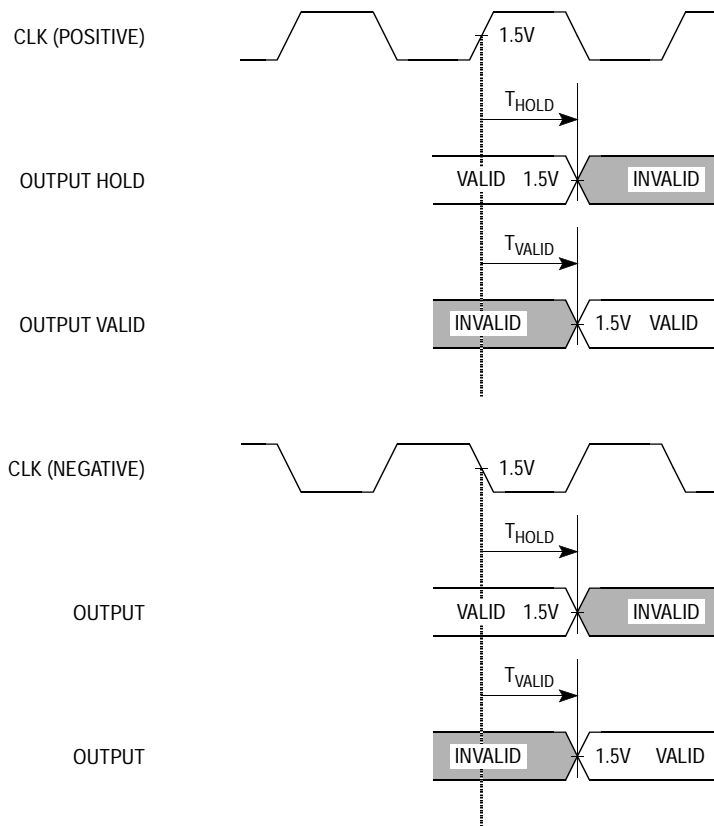 CLK (POSITIVE) 1.5V
THOLD
OUTPUT HOLD VALID 1.5V INVALID
TVALID
OUTPUT VALID INVALID 1.5V VALID
CLK (NEGATIVE) 1.5V
THOLD
OUTPUT VALID 1.5V INVALID
TVALID
OUTPUT INVALID 1.5V VALID